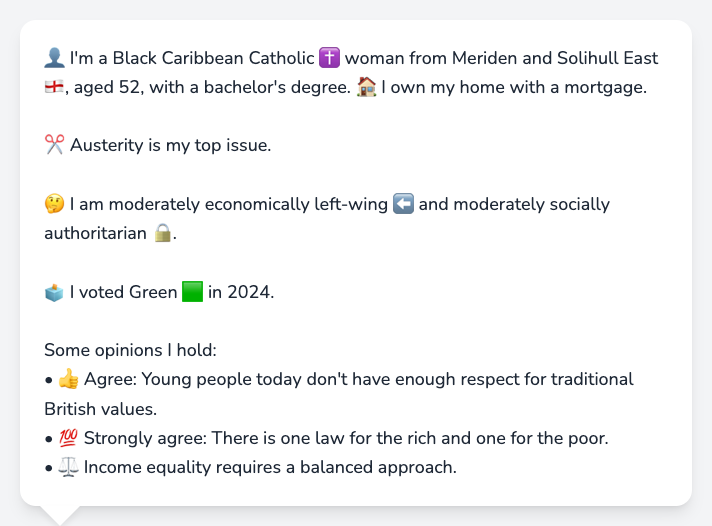 👤 I'm a Black Caribbean Catholic ✝️ woman from Meriden and Solihull East
🏴󠁧󠁢󠁥󠁮󠁧󠁿, aged 52, with a bachelor's degree. 🏠 I own my home with a mortgage.
✂️ Austerity is my top issue.
🤔 I am moderately economically left-wing ⬅️ and moderately socially
authoritarian 🔒.
🗳️ I voted Green 🟩 in 2024.
Some opinions I hold:
• 👍 Agree: Young people today don't have enough respect for traditional
British values.
• 💯 Strongly agree: There is one law for the rich and one for the poor.
• ⚖️ Income equality requires a balanced approach.